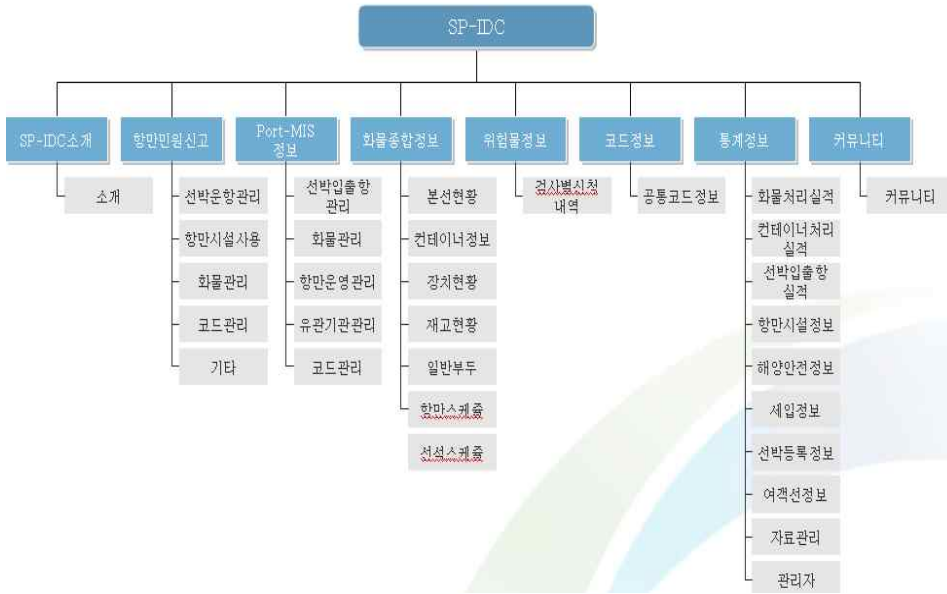 SP-IDC
SP-IDC소개
항만민원신고
Port-MIS
정보
화물종합정보
위험물정보
코드정보
통계정보
커뮤니티
소개
선박운항관리
항만시설사용
화물관리
코드관리
기타
선박입출항
관리
화물관리
항만운영관리
유관기관관리
코드관리
본선현황
컨테이너정보
장치현황
재고현황
일반부두
항마스케쥴
선석스케쥴
검사별신청
내역
공통코드정보
화물처리실적
컨테이너처리
실적
선박입출항
실적
항만시설정보
해양안전정보
세입정보
선박등록정보
여객선정보
자료관리
관리자
커뮤니티